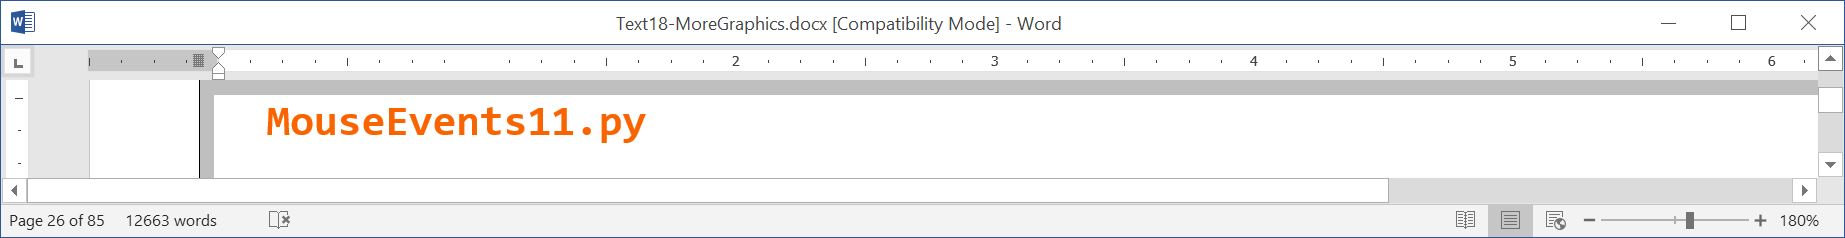 Text18-MoreGraphics.docx [Compatibility Mode] - Word
2 3 4 5 6
MouseEvents11.py
Page 26 of 85 12663 words 180%